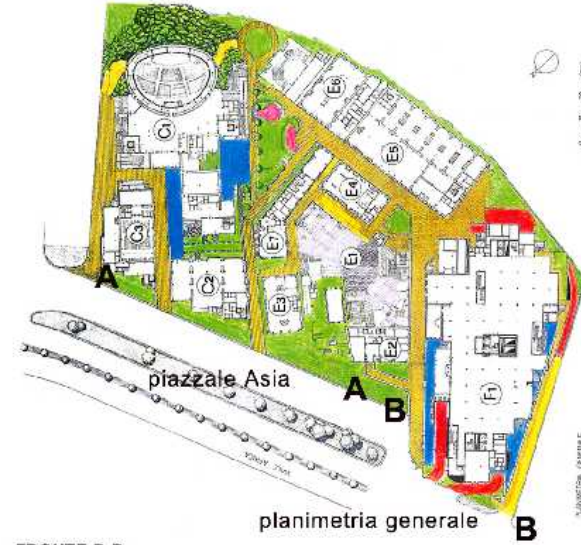 E6
C1
E5
E4
C3
E7
E1
C2
E3
A
E2
piazzale Asia
A
B
F1
planimetria generale
B